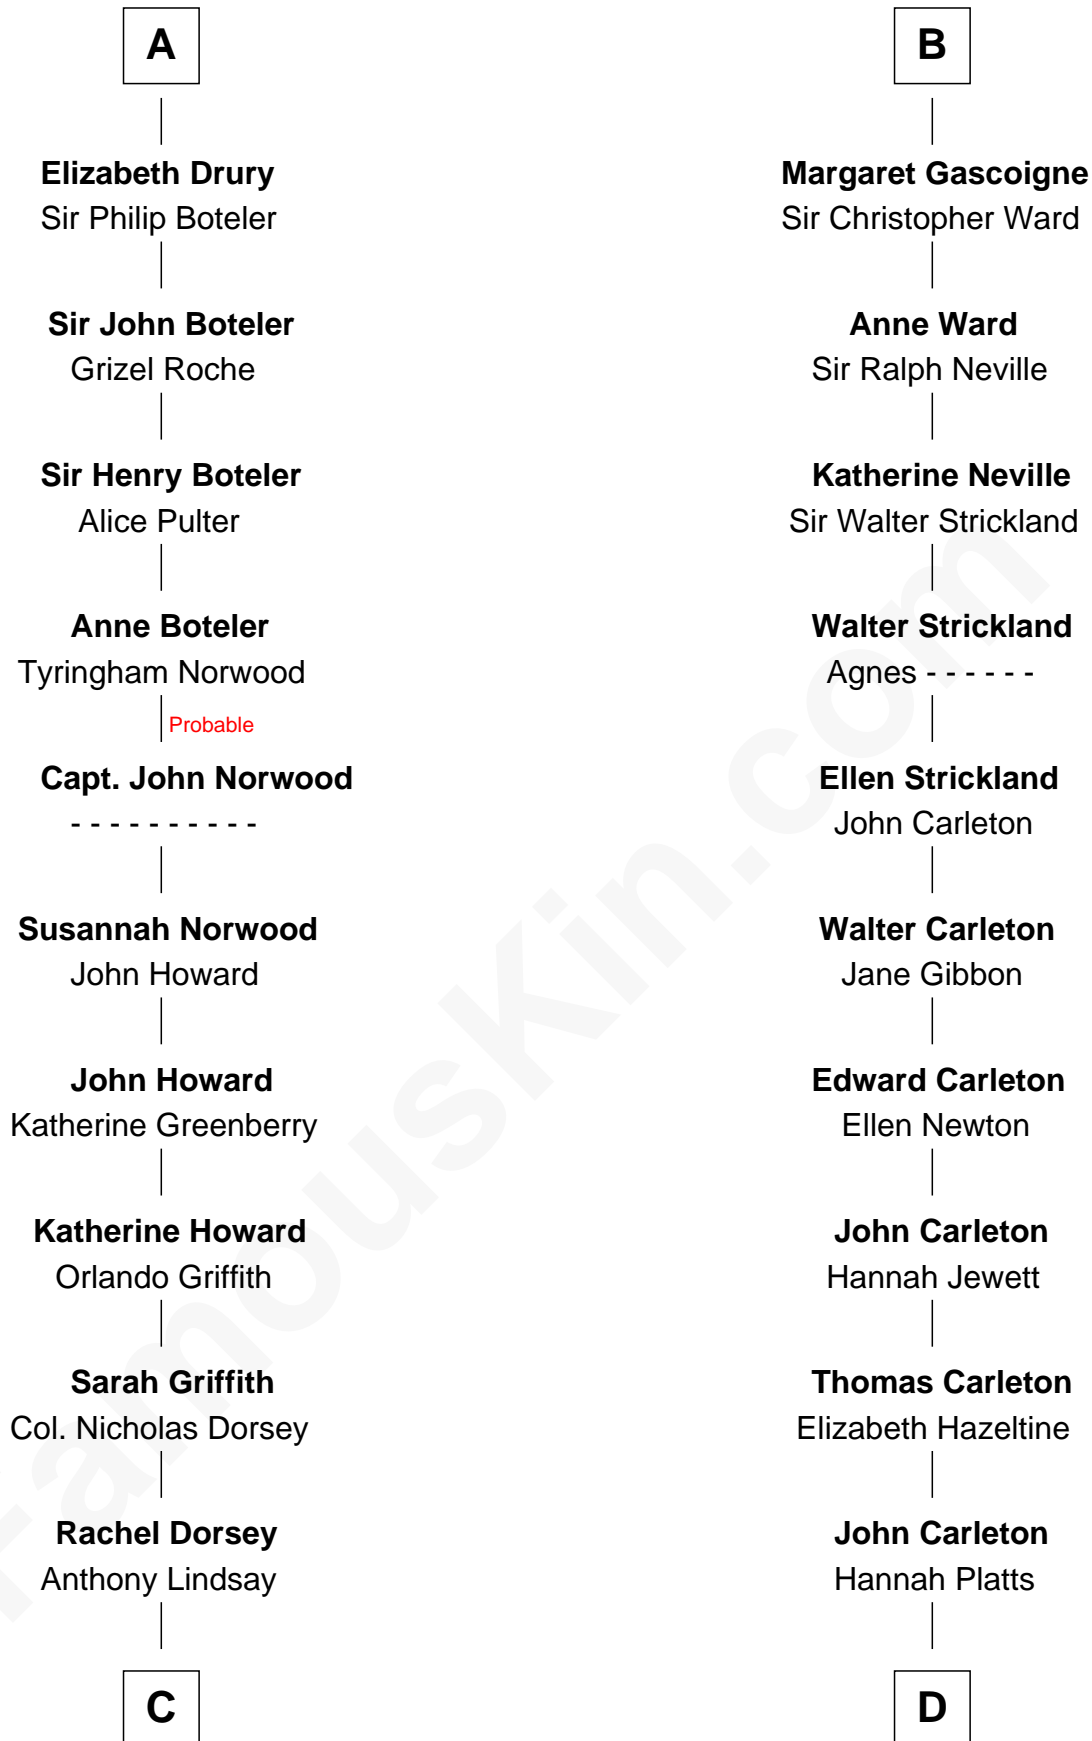 A
Elizabeth Drury
Sir Philip Boteler
Sir John Boteler
Grizel Roche
Sir Henry Boteler
Alice Pulter
Anne Boteler
Tyringham Norwood
Probable
Capt. John Norwood
- - - - - - - - - -
Susannah Norwood
John Howard
John Howard
Katherine Greenberry
Katherine Howard
Orlando Griffith
Sarah Griffith
Col. Nicholas Dorsey
Rachel Dorsey
Anthony Lindsay
C
B
Margaret Gascoigne
Sir Christopher Ward
Anne Ward
Sir Ralph Neville
Katherine Neville
Sir Walter Strickland
Walter Strickland
Agnes - - - - - -
Ellen Strickland
John Carleton
Walter Carleton
Jane Gibbon
Edward Carleton
Ellen Newton
John Carleton
Hannah Jewett
Thomas Carleton
Elizabeth Hazeltine
John Carleton
Hannah Platts
D
FamousKin.com